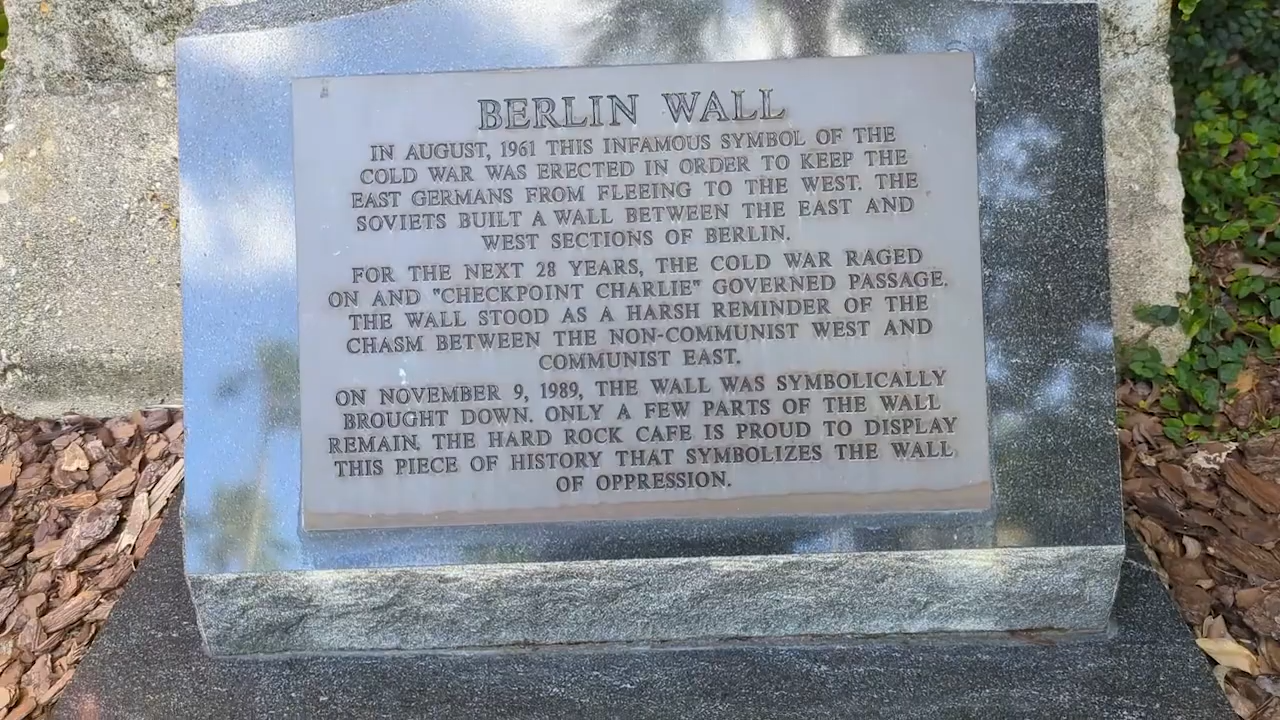 BERLIN WALL
IN AUGUST, 1961 THIS INFAMOUS SYMBOL OF THE
COLD WAR WAS ERECTED IN ORDER TO KEEP THE
EAST GERMANS FROM FLEEING TO THE WEST. THE
SOVIETS BUILT A WALL BETWEEN THE EAST AND
WEST SECTIONS OF BERLIN.
FOR THE NEXT 28 YEARS, THE COLD WAR RAGED
ON AND "CHECKPOINT CHARLIE" GOVERNED PASSAGE.
THE WALL STOOD AS A HARSH REMINDER OF THE
CHASM BETWEEN THE NON-COMMUNIST WEST AND
COMMUNIST EAST.
ON NOVEMBER 9, 1989, THE WALL WAS SYMBOLICALLY
BROUGHT DOWN. ONLY A FEW PARTS OF THE WALL
REMAIN. THE HARD ROCK CAFE IS PROUD TO DISPLAY
THIS PIECE OF HISTORY THAT SYMBOLIZES THE WALL
OF OPPRESSION.